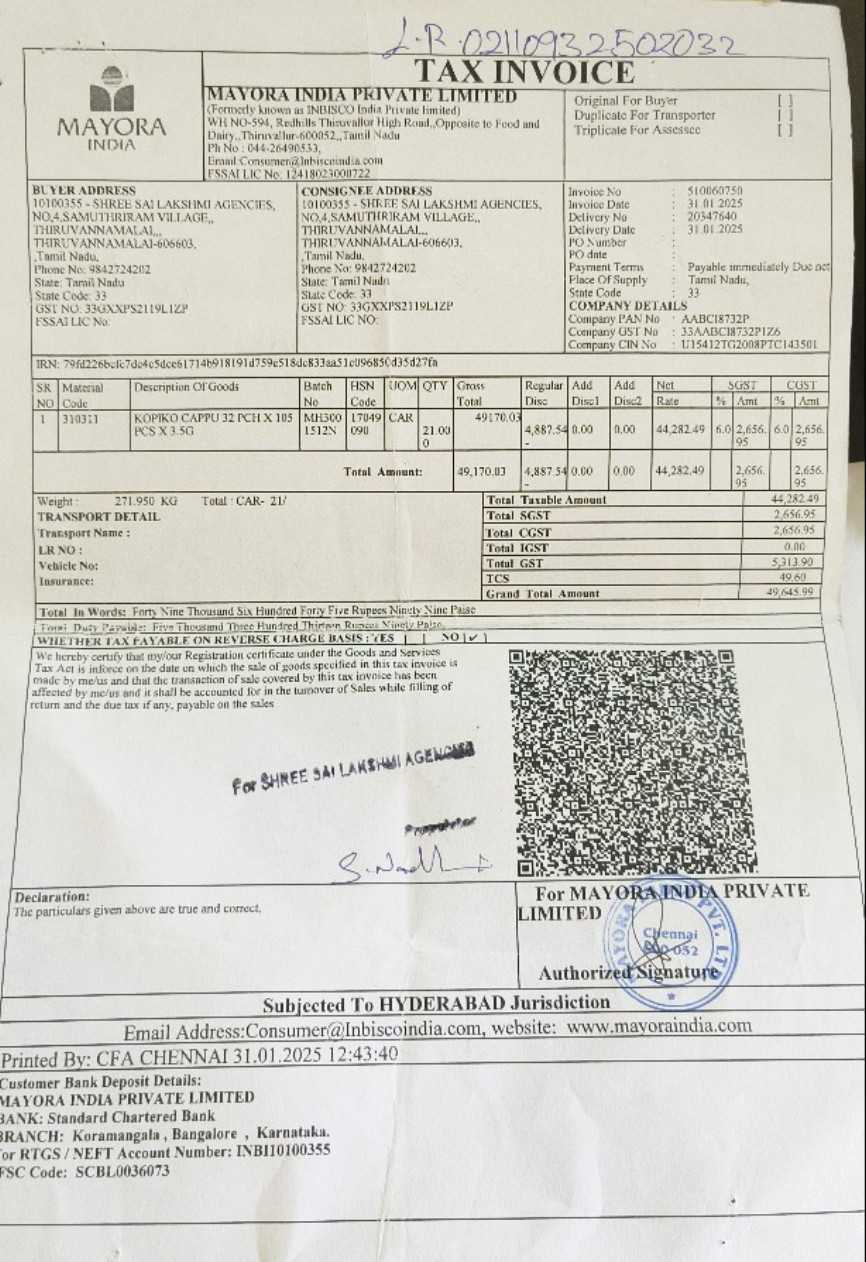 L.R.02110932502032
TAX INVOICE
MAYORA
INDIA
MAYORA INDIA PRIVATE LIMITED
(Formerly known as INBISCO India Private limited)
WH NO-594, Redhills Thiruvallur High Road,,Opposite to Food and
Dairy,,Thiruvallur-600052,,Tamil Nadu
Ph No : 044-26490533,
Email:Consumer@Inbiscoindia.com
FSSAI LIC No. 12418023000722
Original For Buyer [ ]
Duplicate For Transporter [ ]
Triplicate For Assessee [ ]
BUYER ADDRESS
10100355 - SHREE SAI LAKSHMI AGENCIES,
NO,4,SAMUTHRIRAM VILLAGE,,
THIRUVANNAMALAI,,,
THIRUVANNAMALAI-606603,
,Tamil Nadu,
Phone No: 9842724202
State: Tamil Nadu
State Code: 33
GST NO: 33GXXPS2119L1ZP
FSSAI LIC No:
CONSIGNEE ADDRESS
10100355 - SHREE SAI LAKSHMI AGENCIES,
NO,4,SAMUTHRIRAM VILLAGE,,
THIRUVANNAMALAI,,,
THIRUVANNAMALAI-606603,
,Tamil Nadu,
Phone No: 9842724202
State: Tamil Nadu
State Code: 33
GST NO: 33GXXPS2119L1ZP
FSSAI LIC NO:
Invoice No : 510060750
Invoice Date : 31.01.2025
Delivery No : 20347640
Delivery Date : 31.01.2025
PO Number :
PO date :
Payment Terms : Payable immediately Due net
Place Of Supply : Tamil Nadu,
State Code : 33
COMPANY DETAILS
Company PAN No : AABCI8732P
Company GST No : 33AABCI8732P1Z6
Company CIN No : U15412TG2008PTC143501
SR NO Material Code Description Of Goods Batch No HSN Code UOM QTY Gross Total Regular Disc Add Disc1 Add Disc2 Net Rate SGST % Amt CGST % Amt
1 310311 KOPIKO CAPPU 32 PCH X 105 PCS X 3.5G MH300 1512N 17049 090 CAR 21.00 0 49170.03 4,887.54- 0.00 0.00 44,282.49 6.0 2,656.95 6.0 2,656.95
Total Amount: 49,170.03 4,887.54- 0.00 0.00 44,282.49 2,656.95 2,656.95
Weight : 271.950 KG Total : CAR- 21/
TRANSPORT DETAIL
Transport Name :
LR NO :
Vehicle No:
Insurance:
Total Taxable Amount 44,282.49
Total SGST 2,656.95
Total CGST 2,656.95
Total IGST 0.00
Total GST 5,313.90
TCS 49.60
Grand Total Amount 49,645.99
Total In Words: Forty Nine Thousand Six Hundred Forty Five Rupees Ninety Nine Paise
Total Duty Payable: Five Thousand Three Hundred Thirteen Rupees Ninety Paise
WHETHER TAX PAYABLE ON REVERSE CHARGE BASIS : YES [ ] NO [✓]
We hereby certify that my/our Registration certificate under the Goods and Services
Tax Act is inforce on the date on which the sale of goods specified in this tax invoice is
made by me/us and that the transaction of sale covered by this tax invoice has been
affected by me/us and it shall be accounted for in the turnover of Sales while filling of
return and the due tax if any, payable on the sales
For SHREE SAI LAKSHMI AGENCIES
Proprietor
Declaration:
The particulars given above are true and correct.
For MAYORA INDIA PRIVATE
LIMITED
Chennai
600 052
Authorized Signature
Subjected To HYDERABAD Jurisdiction
Email Address:Consumer@Inbiscoindia.com, website: www.mayoraindia.com
Printed By: CFA CHENNAI 31.01.2025 12:43:40
Customer Bank Deposit Details:
MAYORA INDIA PRIVATE LIMITED
BANK: Standard Chartered Bank
BRANCH: Koramangala , Bangalore , Karnataka.
For RTGS / NEFT Account Number: INBI10100355
FSC Code: SCBL0036073